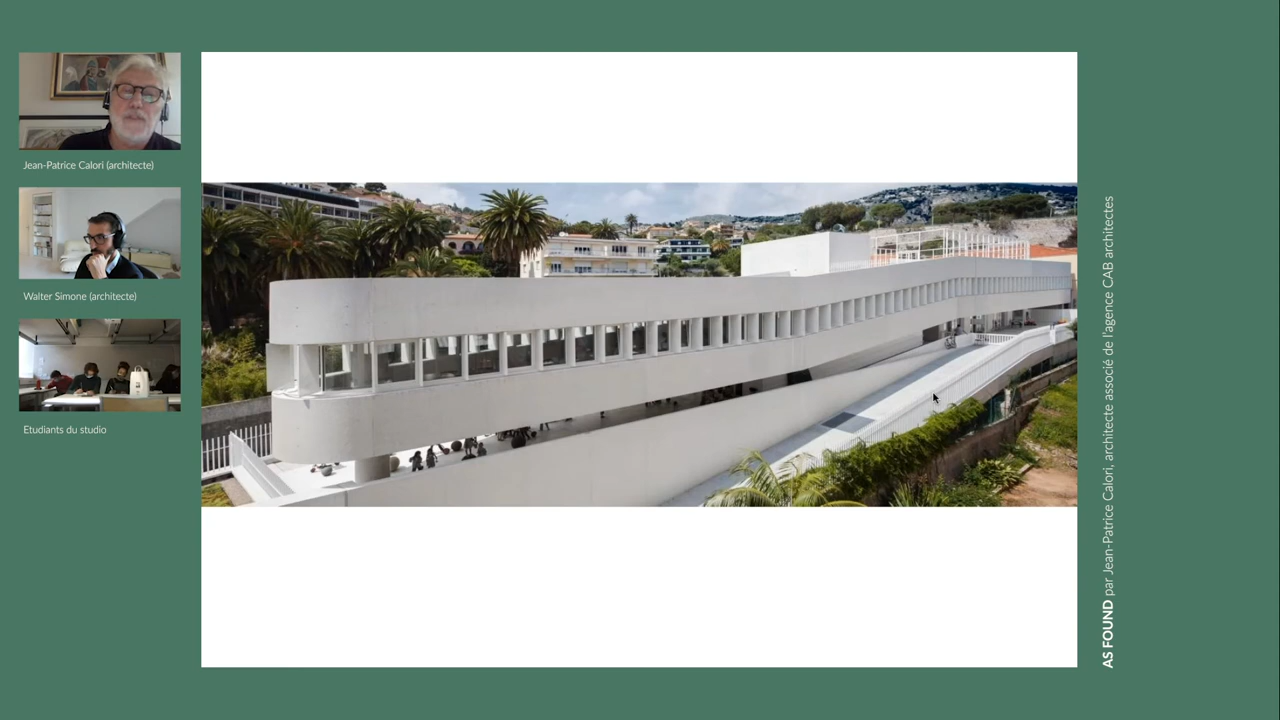 Jean-Patrice Calori (architecte)
Walter Simone (architecte)
Etudiants du studio
AS FOUND par Jean-Patrice Calori, architecte associé de l'agence CAB architectes